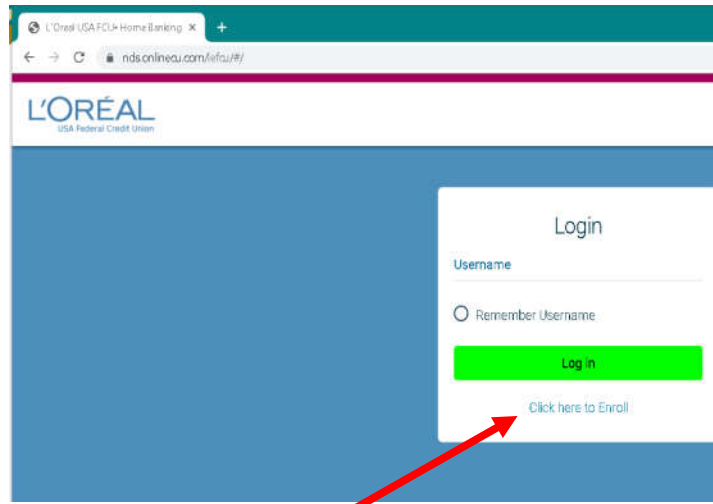 L'Oreal USA FCU- Home Banking
nds.onlinecu.com/lefcu/#/
L'ORÉAL
USA Federal Credit Union
Login
Username
Remember Username
Log in
Click here to Enroll